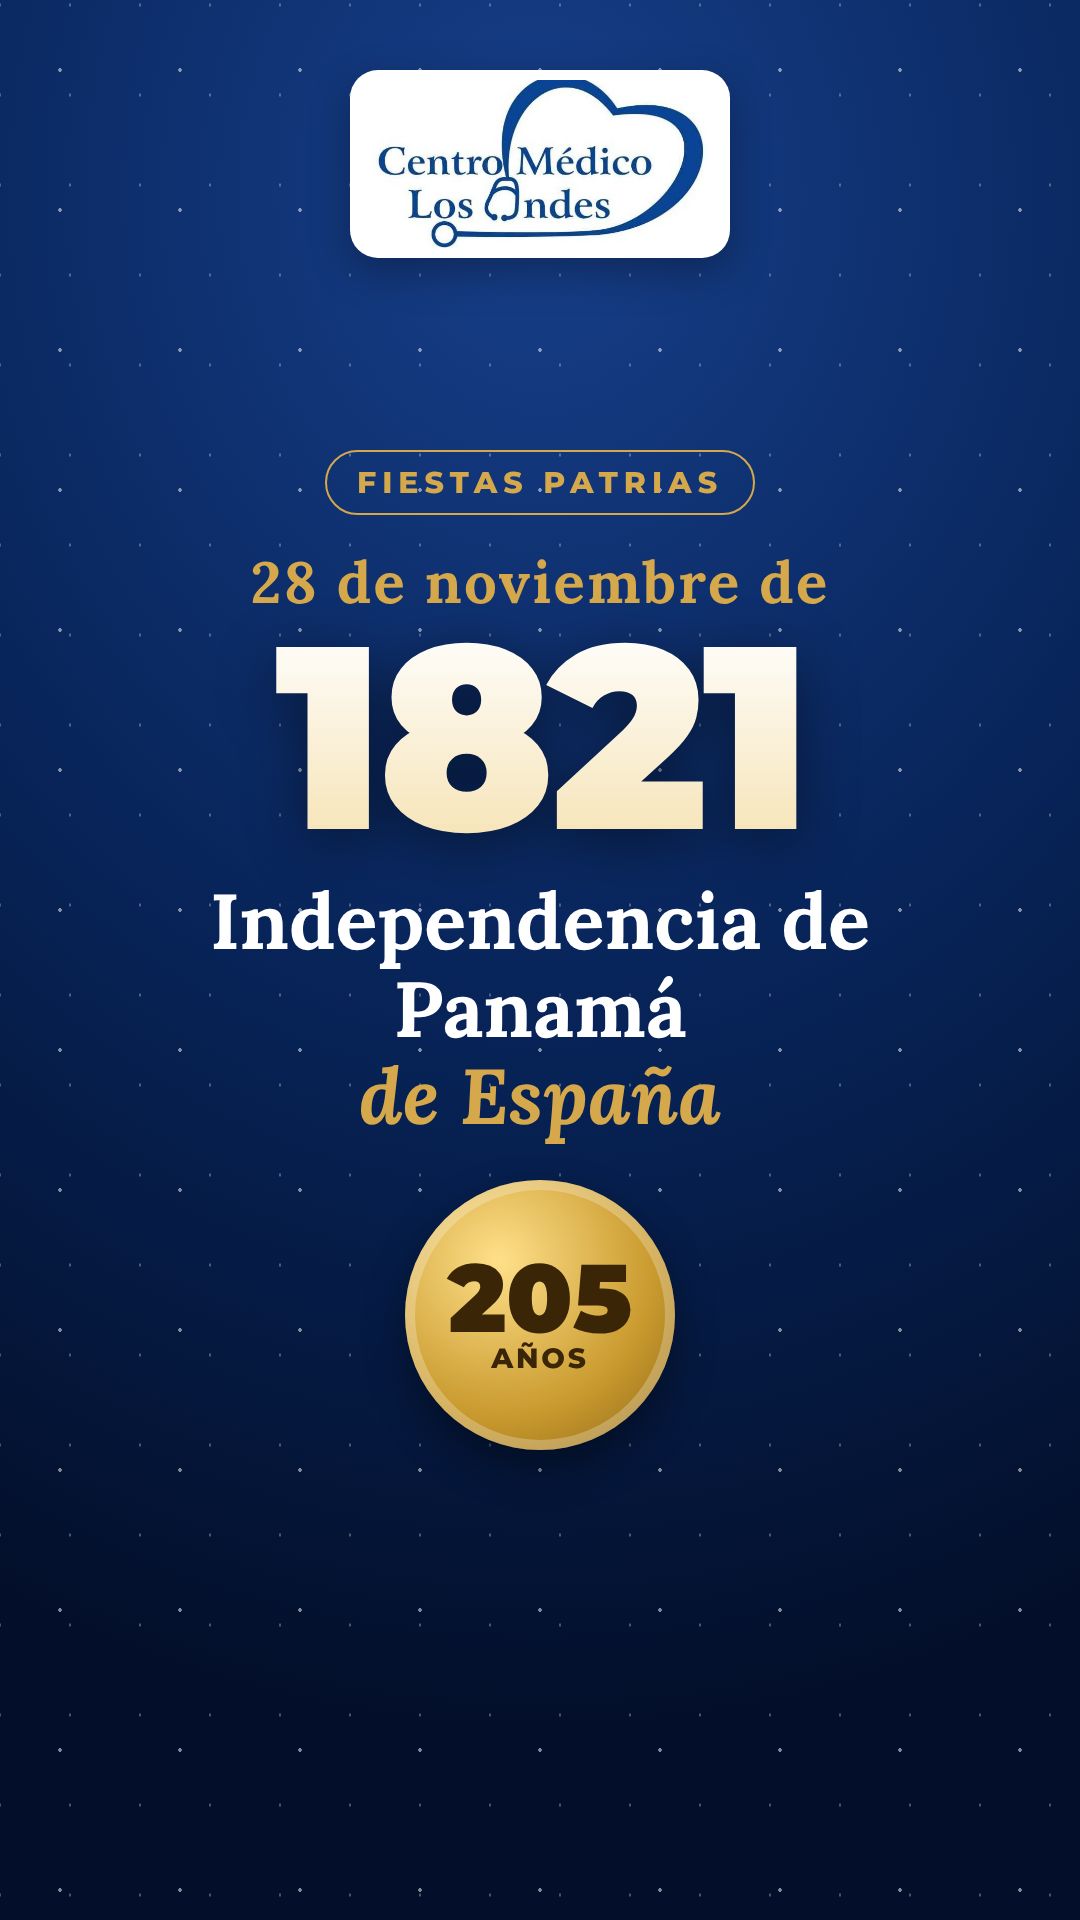 Centro Médico
Los Andes
FIESTAS PATRIAS
28 de noviembre de
1821
Independencia de
Panamá
de España
205
AÑOS